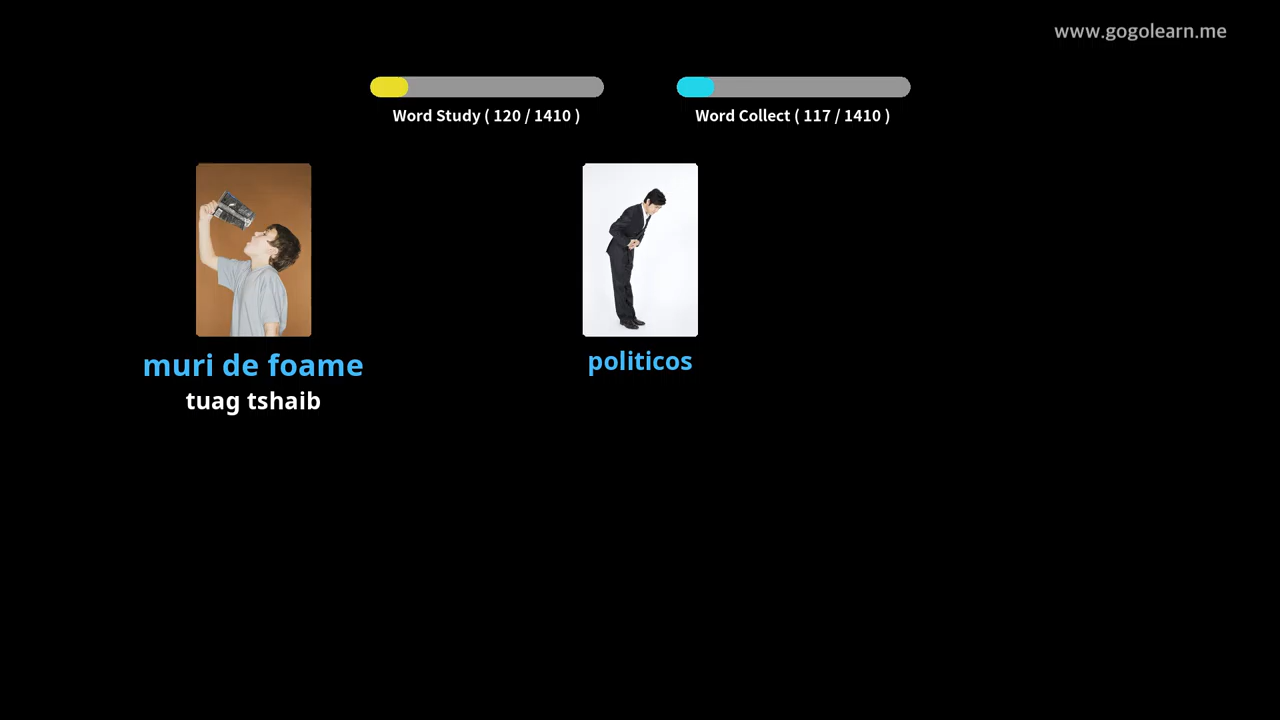 www.gogolearn.me
Word Study ( 120 / 1410 )
Word Collect ( 117 / 1410 )
muri de foame
tuag tshaib
politicos